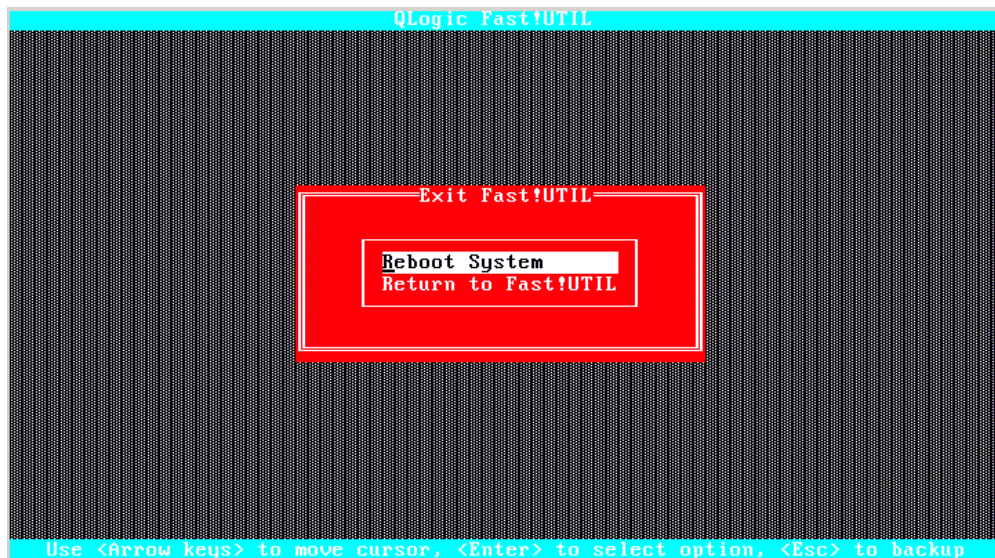 QLogic Fast!UTIL
Exit Fast!UTIL
Reboot System
Return to Fast!UTIL
Use <Arrow keys> to move cursor, <Enter> to select option, <Esc> to backup